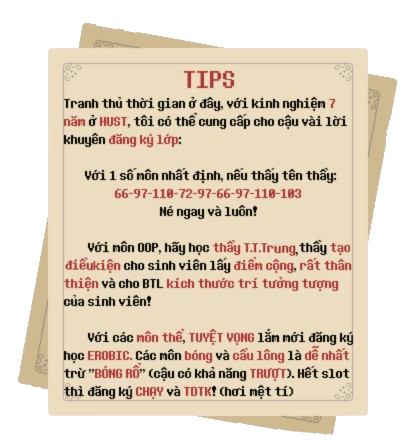 TIPS
Tranh thủ thời gian ở đây, với kinh nghiệm 7
năm ở HUST, tôi có thể cung cấp cho cậu vài lời
khuyên đăng ký lớp:
Với 1 số môn nhất định, nếu thấy tên thầy:
66-97-110-72-97-66-97-110-103
Né ngay và luôn!
Với môn OOP, hãy học thầy T.T.Trung, thầy tạo
điềukiện cho sinh viên lấy điểm cộng, rất thân
thiện và cho BTL kích thước trí tưởng tượng
của sinh viên!
Với các môn thể, TUYỆT VỌNG lắm mới đăng ký
học EROBIC. Các môn bóng và cầu lông là dễ nhất
trừ "BÓNG RỔ" (cậu có khả năng TRƯỢT). Hết slot
thì đăng ký CHẠY và TDTK! (hơi mệt tí)